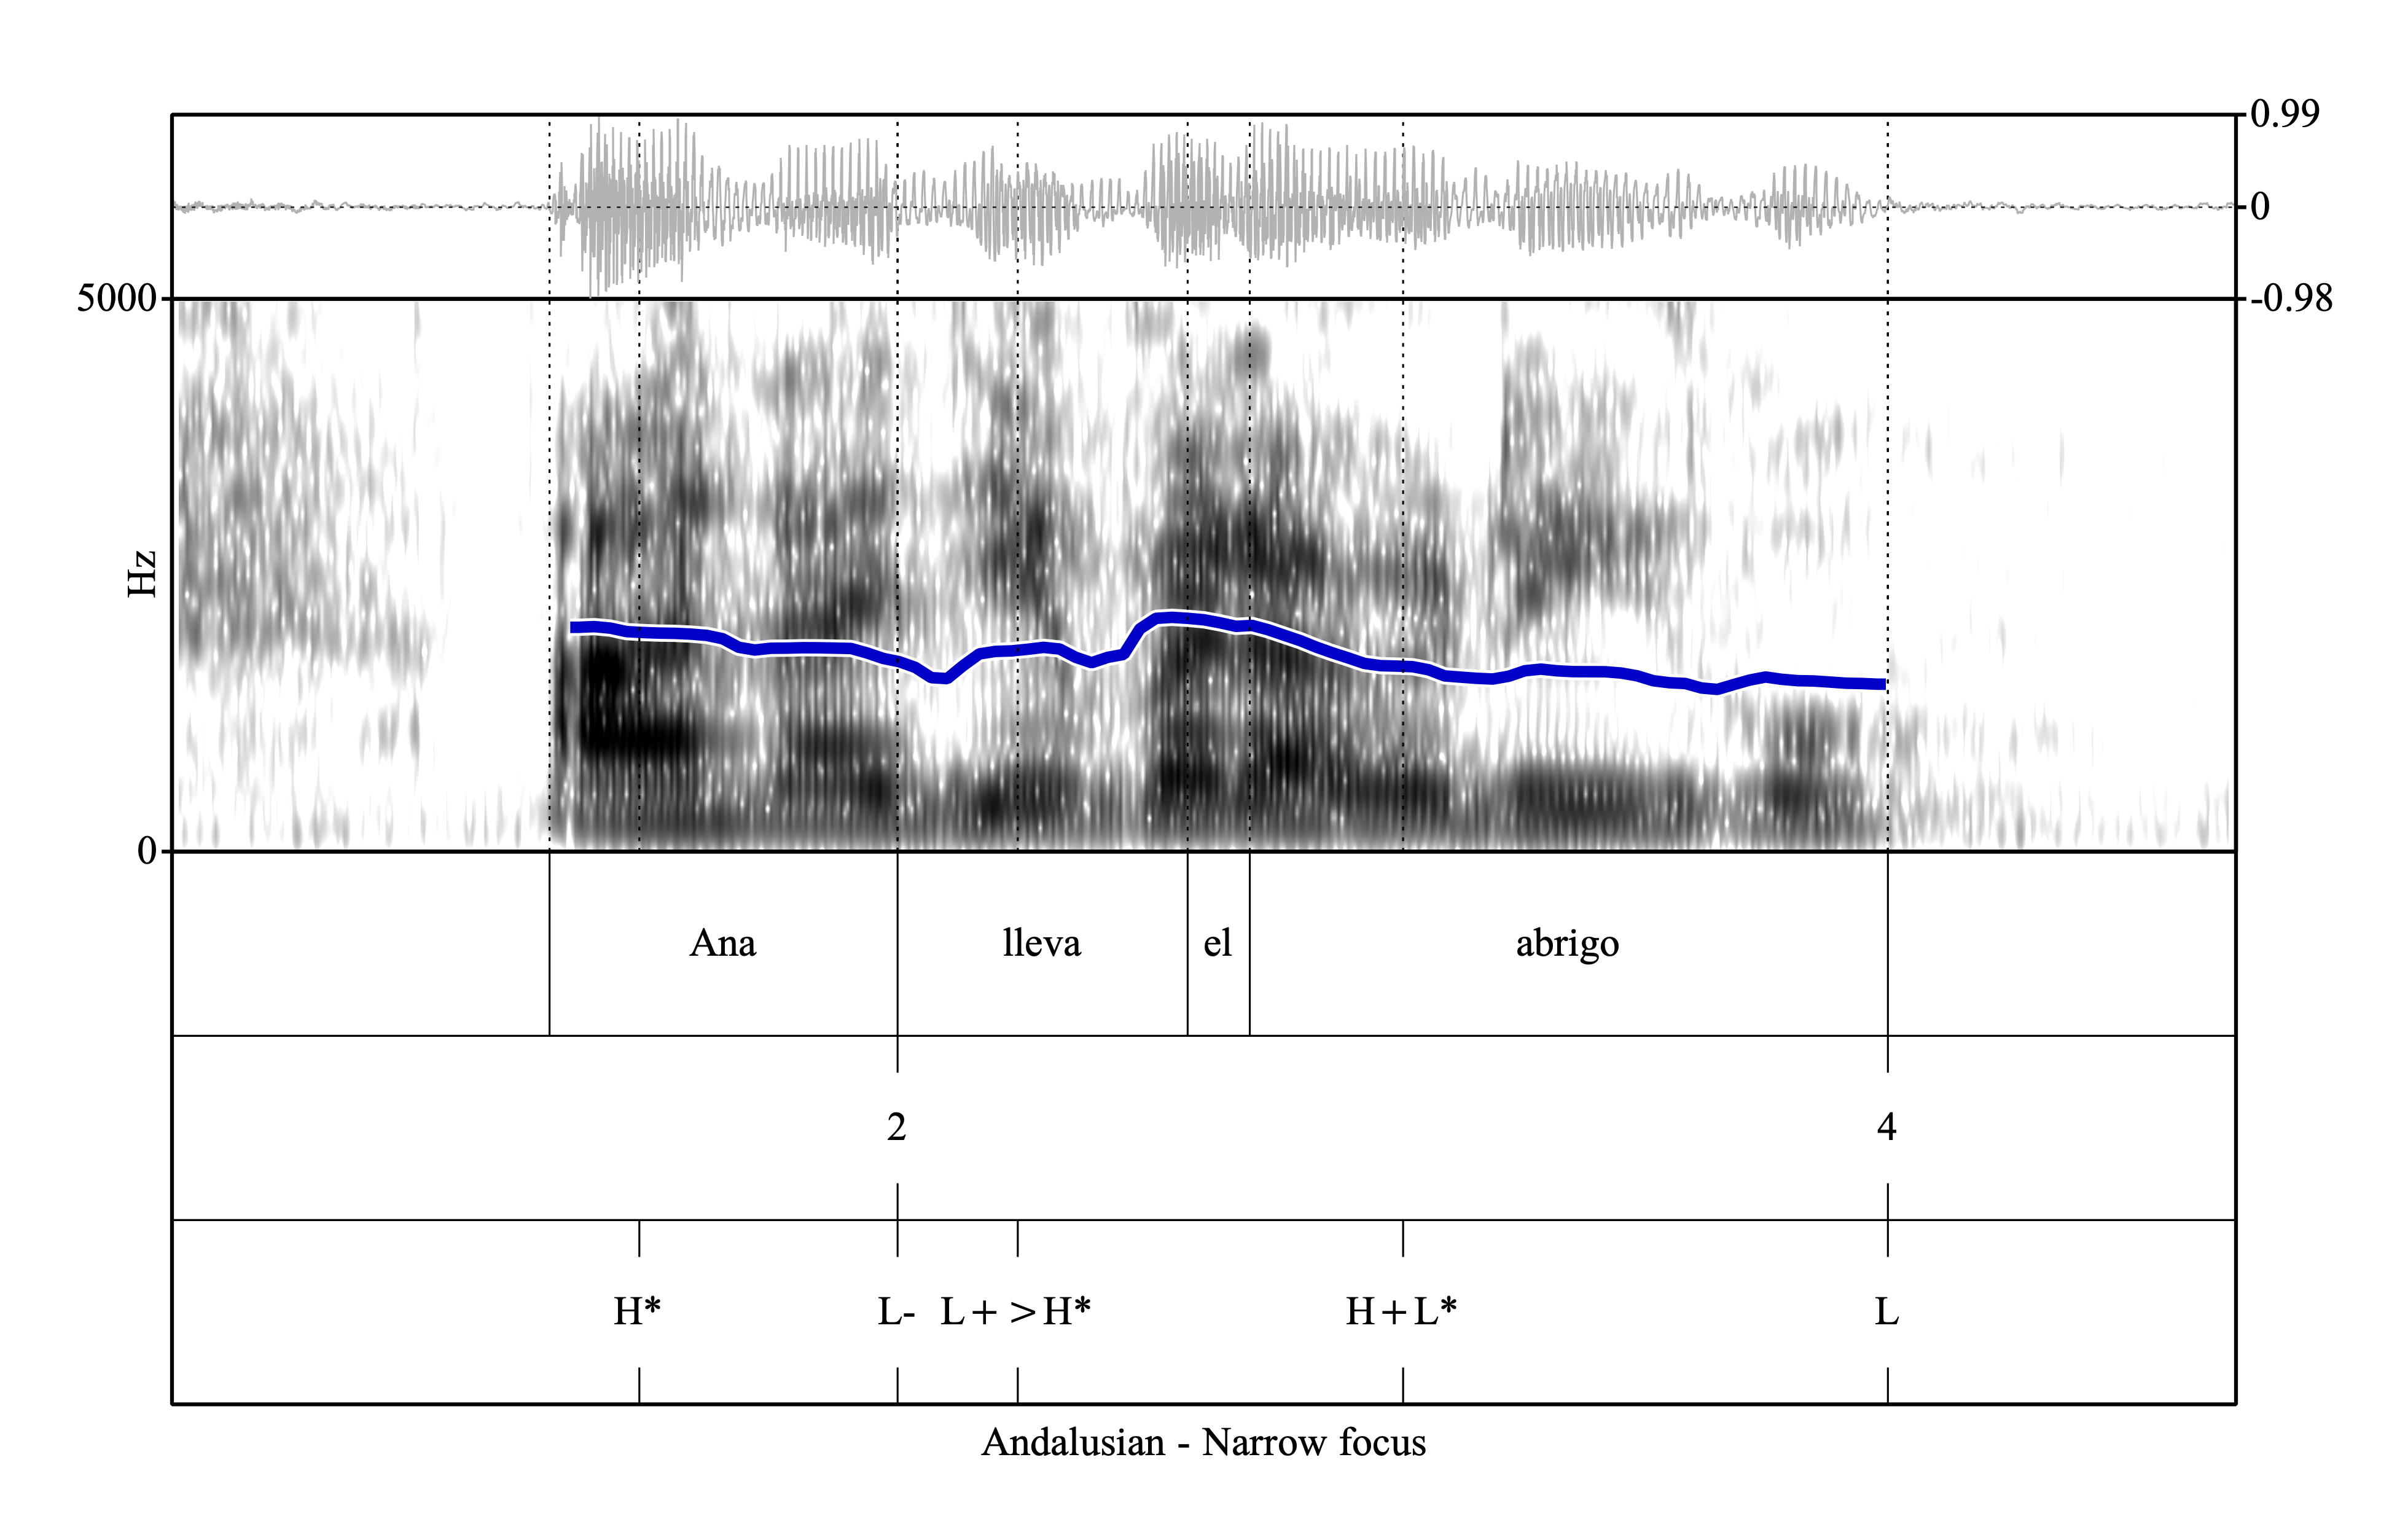 0.99
0
5000
-0.98
Hz
0
Ana lleva el abrigo
2 4
H* L- L+>H* H+L* L
Andalusian - Narrow focus